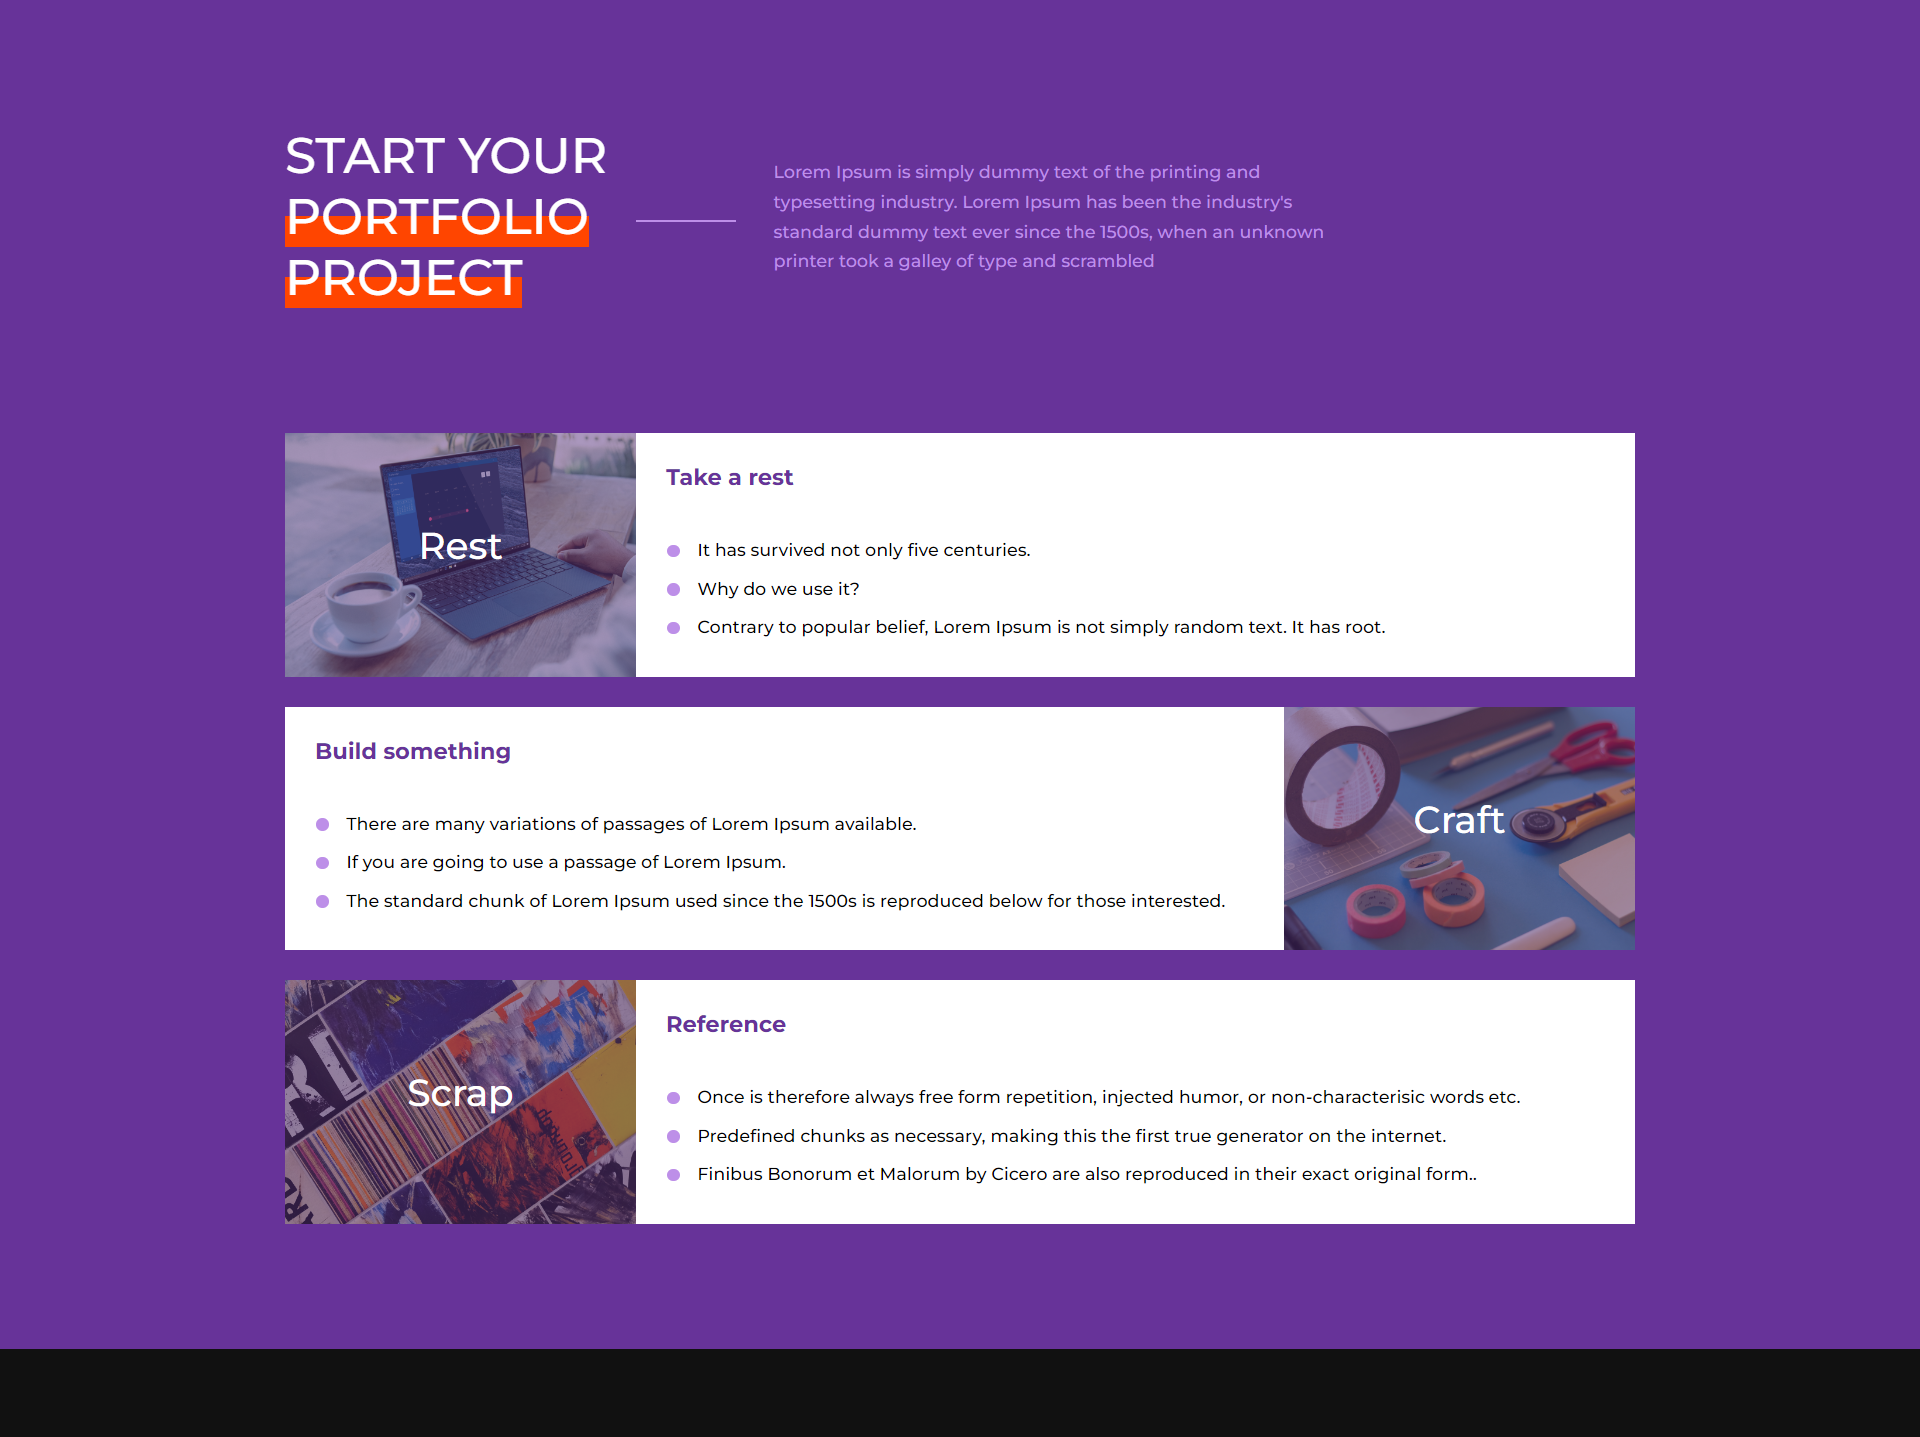 START YOUR
PORTFOLIO
PROJECT
Lorem Ipsum is simply dummy text of the printing and
typesetting industry. Lorem Ipsum has been the industry's
standard dummy text ever since the 1500s, when an unknown
printer took a galley of type and scrambled
Rest
Take a rest
It has survived not only five centuries.
Why do we use it?
Contrary to popular belief, Lorem Ipsum is not simply random text. It has root.
Build something
There are many variations of passages of Lorem Ipsum available.
If you are going to use a passage of Lorem Ipsum.
The standard chunk of Lorem Ipsum used since the 1500s is reproduced below for those interested.
Craft
Scrap
Reference
Once is therefore always free form repetition, injected humor, or non-characterisic words etc.
Predefined chunks as necessary, making this the first true generator on the internet.
Finibus Bonorum et Malorum by Cicero are also reproduced in their exact original form..